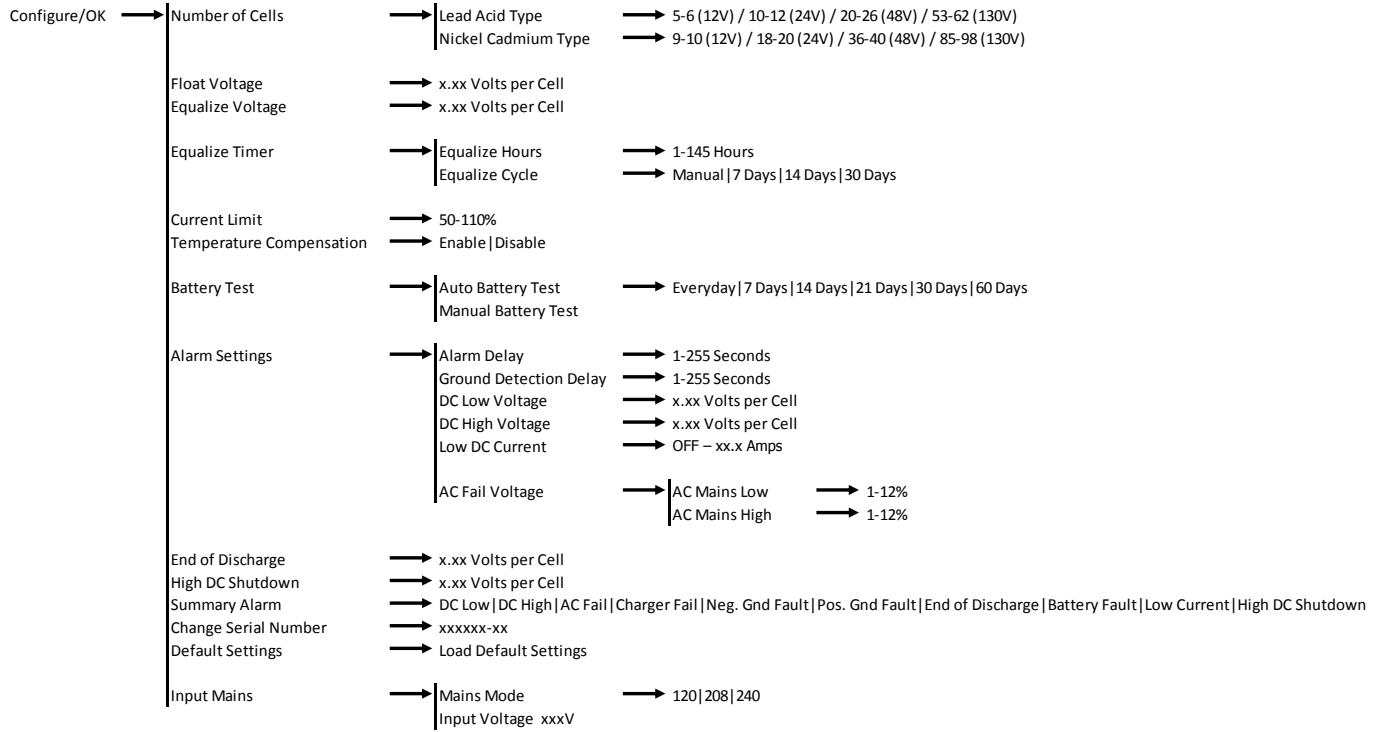 Configure/OK Number of Cells Lead Acid Type 5-6 (12V) / 10-12 (24V) / 20-26 (48V) / 53-62 (130V)
Nickel Cadmium Type 9-10 (12V) / 18-20 (24V) / 36-40 (48V) / 85-98 (130V)
Float Voltage x.xx Volts per Cell
Equalize Voltage x.xx Volts per Cell
Equalize Timer Equalize Hours 1-145 Hours
Equalize Cycle Manual|7 Days|14 Days|30 Days
Current Limit 50-110%
Temperature Compensation Enable|Disable
Battery Test Auto Battery Test Everyday|7 Days|14 Days|21 Days|30 Days|60 Days
Manual Battery Test
Alarm Settings Alarm Delay 1-255 Seconds
Ground Detection Delay 1-255 Seconds
DC Low Voltage x.xx Volts per Cell
DC High Voltage x.xx Volts per Cell
Low DC Current OFF – xx.x Amps
AC Fail Voltage AC Mains Low 1-12%
AC Mains High 1-12%
End of Discharge x.xx Volts per Cell
High DC Shutdown x.xx Volts per Cell
Summary Alarm DC Low|DC High|AC Fail|Charger Fail|Neg. Gnd Fault|Pos. Gnd Fault|End of Discharge|Battery Fault|Low Current|High DC Shutdown
Change Serial Number xxxxxx-xx
Default Settings Load Default Settings
Input Mains Mains Mode 120|208|240
Input Voltage xxxV